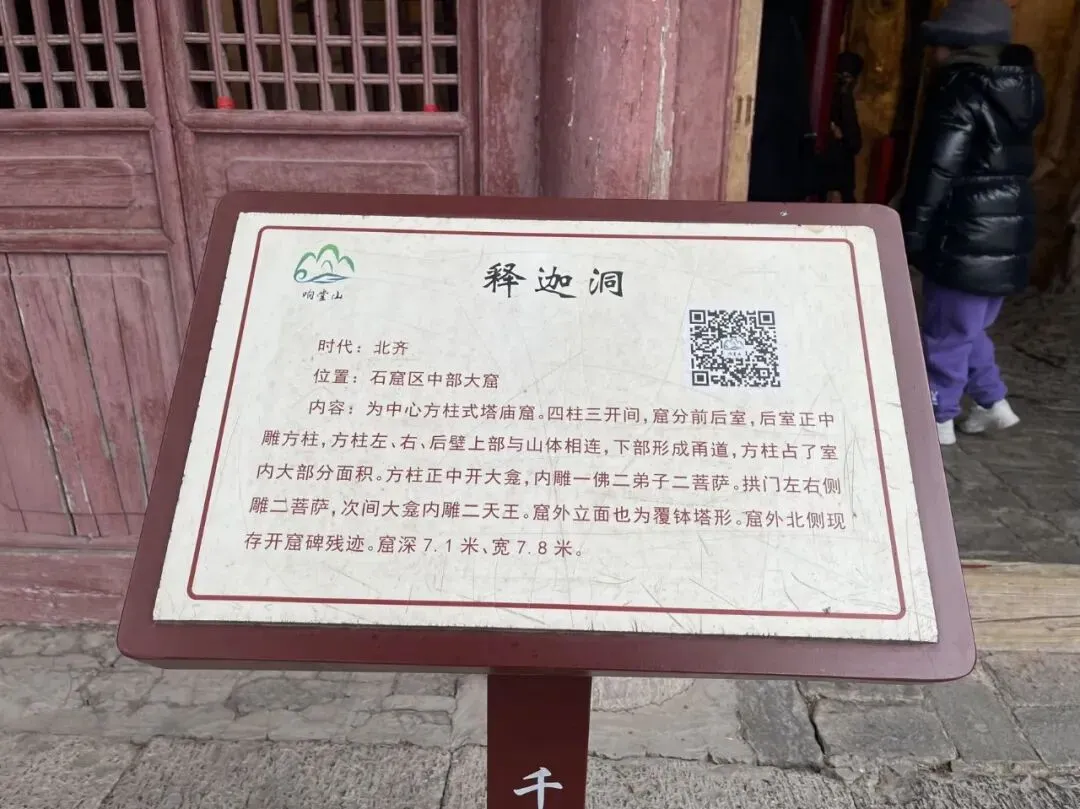 释迦洞
响堂山
时代：北齐
位置：石窟区中部大窟
内容：为中心方柱式塔庙窟。四柱三开间，窟分前后室，后室正中
雕方柱，方柱左、右、后壁上部与山体相连，下部形成甬道，方柱占了室
内大部分面积。方柱正中开大龛，内雕一佛二弟子二菩萨。拱门左右侧
雕二菩萨，次间大龛内雕二天王。窟外立面也为覆钵塔形。窟外北侧现
存开窟碑残迹。窟深7.1米、宽7.8米。
千